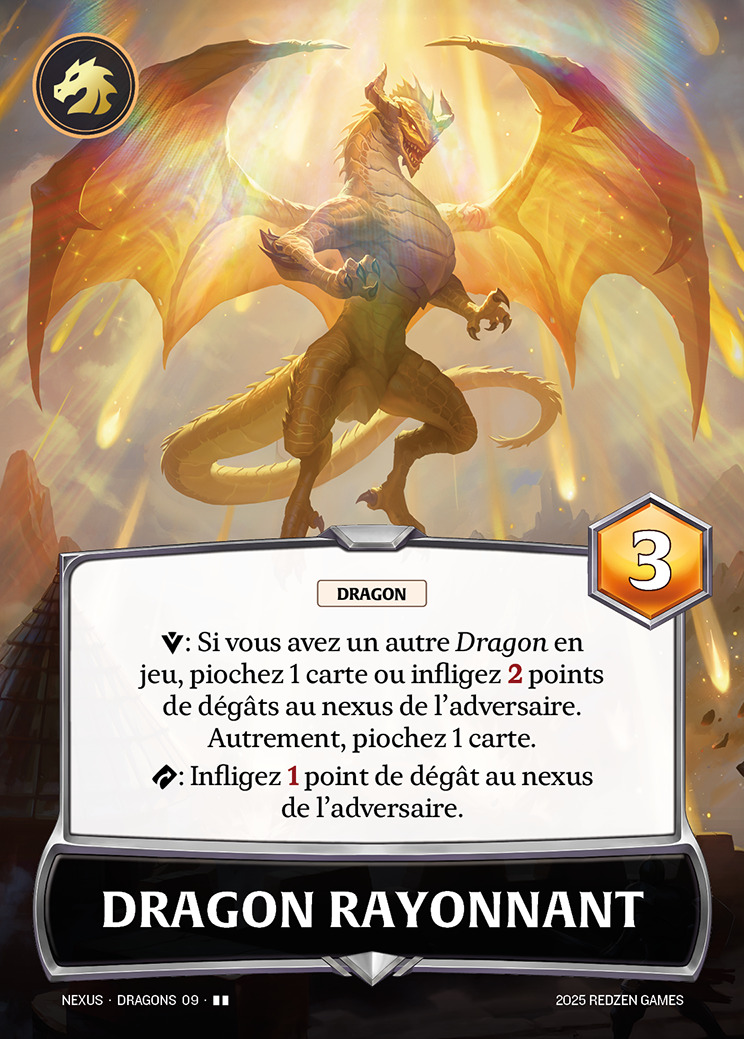 3
DRAGON
: Si vous avez un autre Dragon en
jeu, piochez 1 carte ou infligez 2 points
de dégâts au nexus de l’adversaire.
Autrement, piochez 1 carte.
: Infligez 1 point de dégât au nexus
de l’adversaire.
DRAGON RAYONNANT
NEXUS · DRAGONS 09 ·
2025 REDZEN GAMES